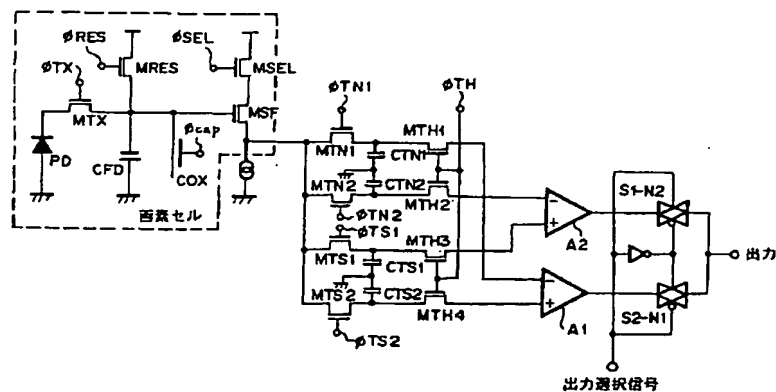 φRES
φSEL
φTX
MRES
MSEL
φTN1
φTH
MTX
MSF
MTH1
φcap
MTN1
CTN1
PD
CFD
COX
MTN2
CTN2
MTH2
S1-N2
画素セル
φTN2
φTS1
MTH3
A2
MTS1
CTS1
出力
MTS2
CTS2
S2-N1
MTH4
A1
φTS2
出力選択信号